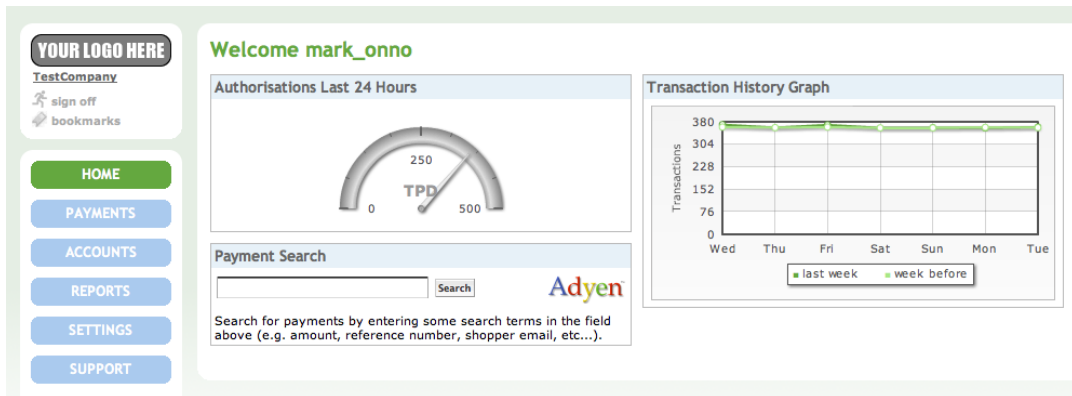 YOUR LOGO HERE
TestCompany
sign off
bookmarks
HOME
PAYMENTS
ACCOUNTS
REPORTS
SETTINGS
SUPPORT
Welcome mark_onno
Authorisations Last 24 Hours
250
TPD
0 500
Payment Search
Search
Adyen
Search for payments by entering some search terms in the field
above (e.g. amount, reference number, shopper email, etc...).
Transaction History Graph
Transactions
380
304
228
152
76
0
Wed Thu Fri Sat Sun Mon Tue
last week week before